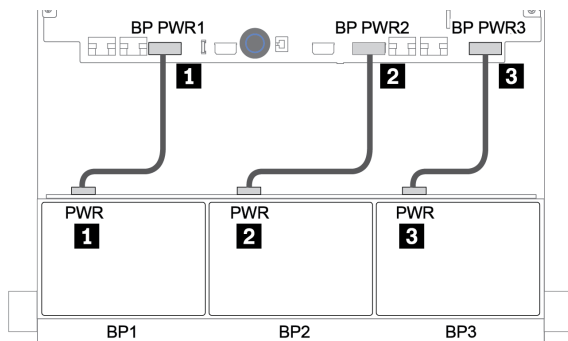 BP PWR1 BP PWR2 BP PWR3
1 2 3
PWR PWR PWR
1 2 3
BP1 BP2 BP3